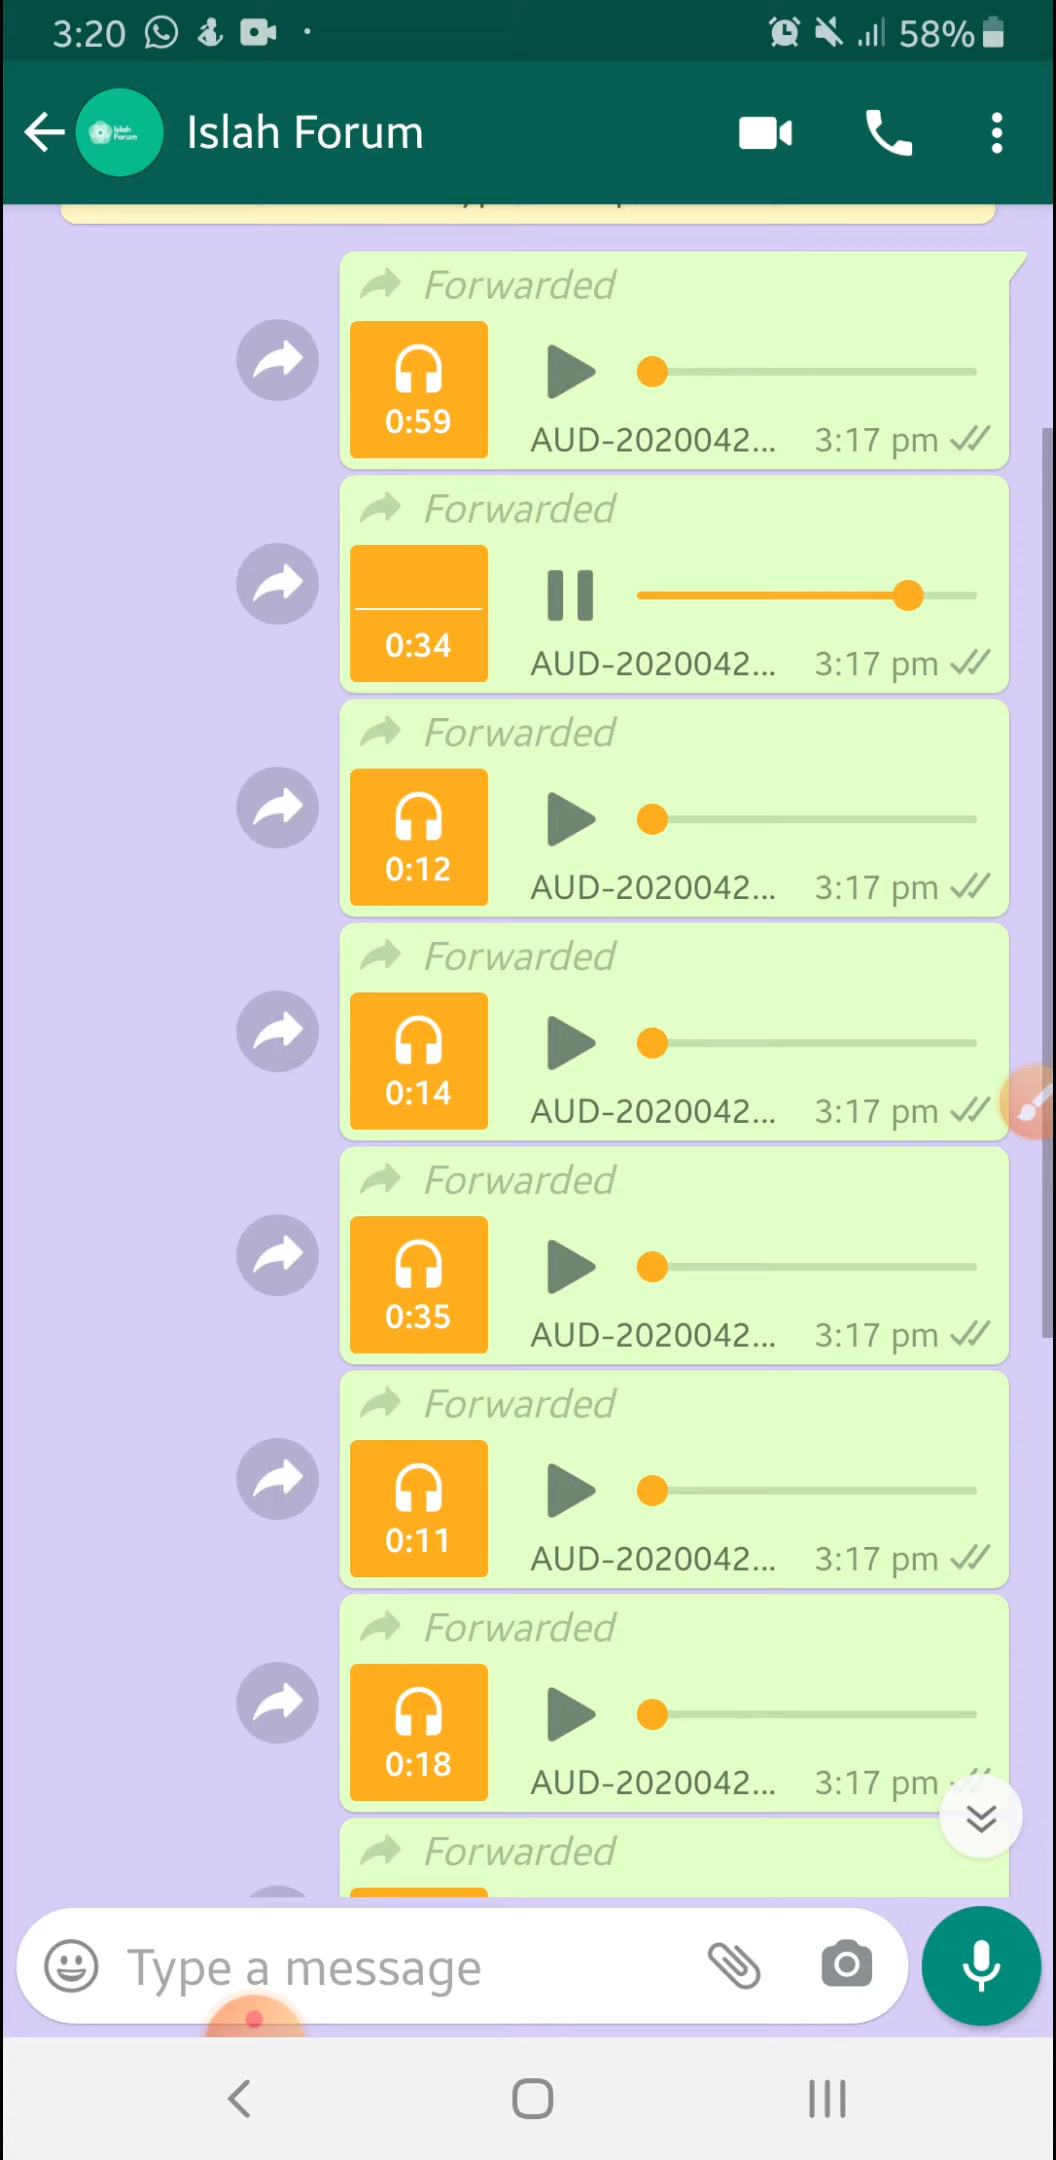 3:20 58%
Islah Forum
Islah Forum
Forwarded
0:59
AUD-2020042... 3:17 pm
Forwarded
0:34
AUD-2020042... 3:17 pm
Forwarded
0:12
AUD-2020042... 3:17 pm
Forwarded
0:14
AUD-2020042... 3:17 pm
Forwarded
0:35
AUD-2020042... 3:17 pm
Forwarded
0:11
AUD-2020042... 3:17 pm
Forwarded
0:18
AUD-2020042... 3:17 pm
Forwarded
Type a message